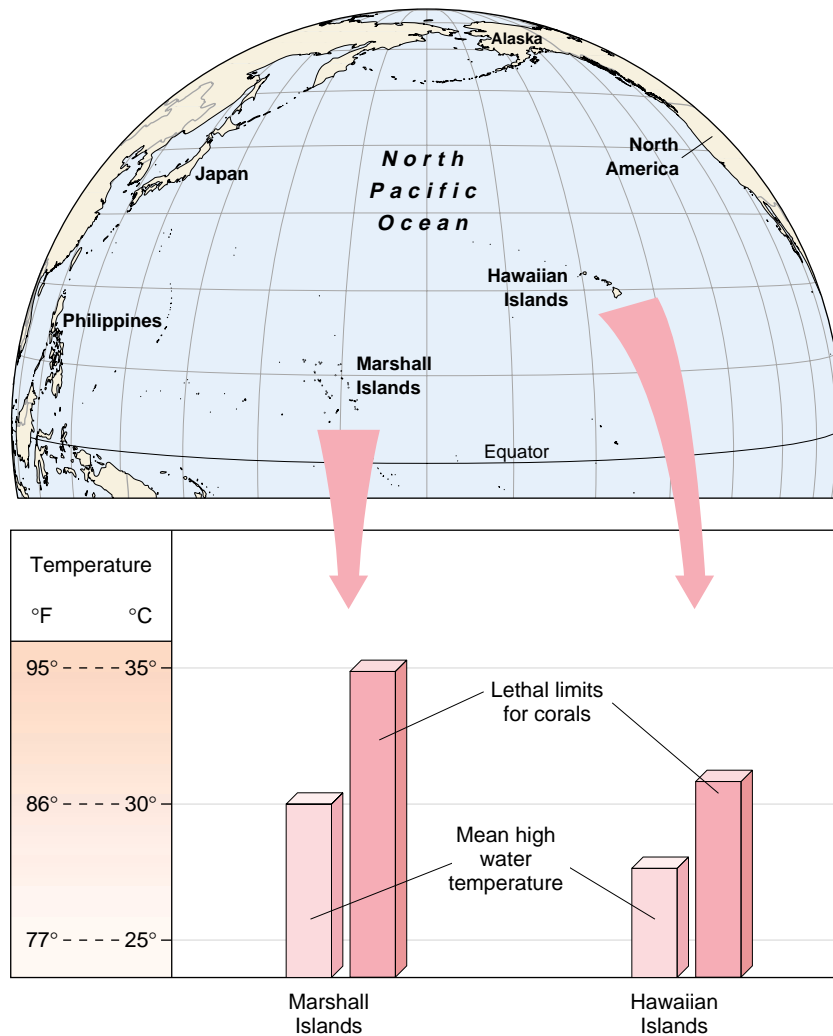 Alaska
North
America
Japan
North
Pacific
Ocean
Hawaiian
Islands
Philippines
Marshall
Islands
Equator
Temperature
°F °C
95° 35°
Lethal limits
for corals
86° 30°
Mean high
water
temperature
77° 25°
Marshall
Islands
Hawaiian
Islands